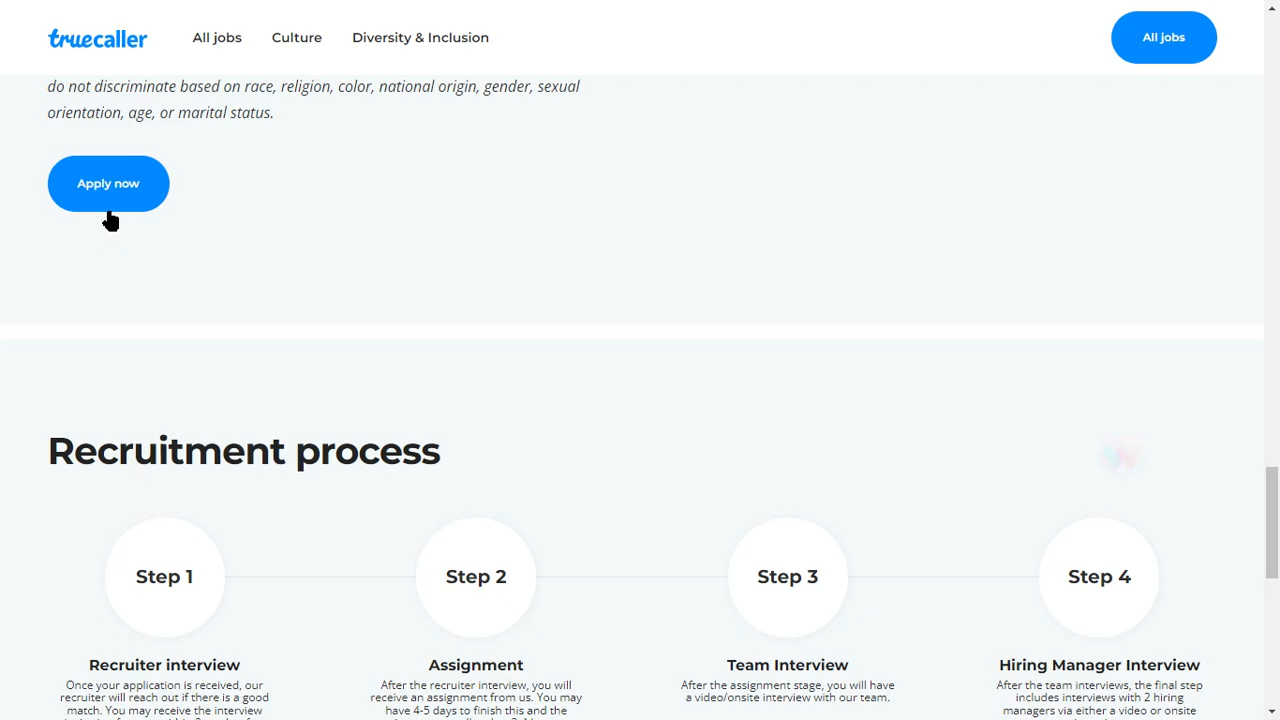 truecaller
All jobs
Culture
Diversity & Inclusion
All jobs
do not discriminate based on race, religion, color, national origin, gender, sexual
orientation, age, or marital status.
Apply now
Recruitment process
Step 1
Step 2
Step 3
Step 4
Recruiter interview
Once your application is received, our
recruiter will reach out if there is a good
match. You may receive the interview
Assignment
After the recruiter interview, you will
receive an assignment from us. You may
have 4-5 days to finish this and the
Team Interview
After the assignment stage, you will have
a video/onsite interview with our team.
Hiring Manager Interview
After the team interviews, the final step
includes interviews with 2 hiring
managers via either a video or onsite